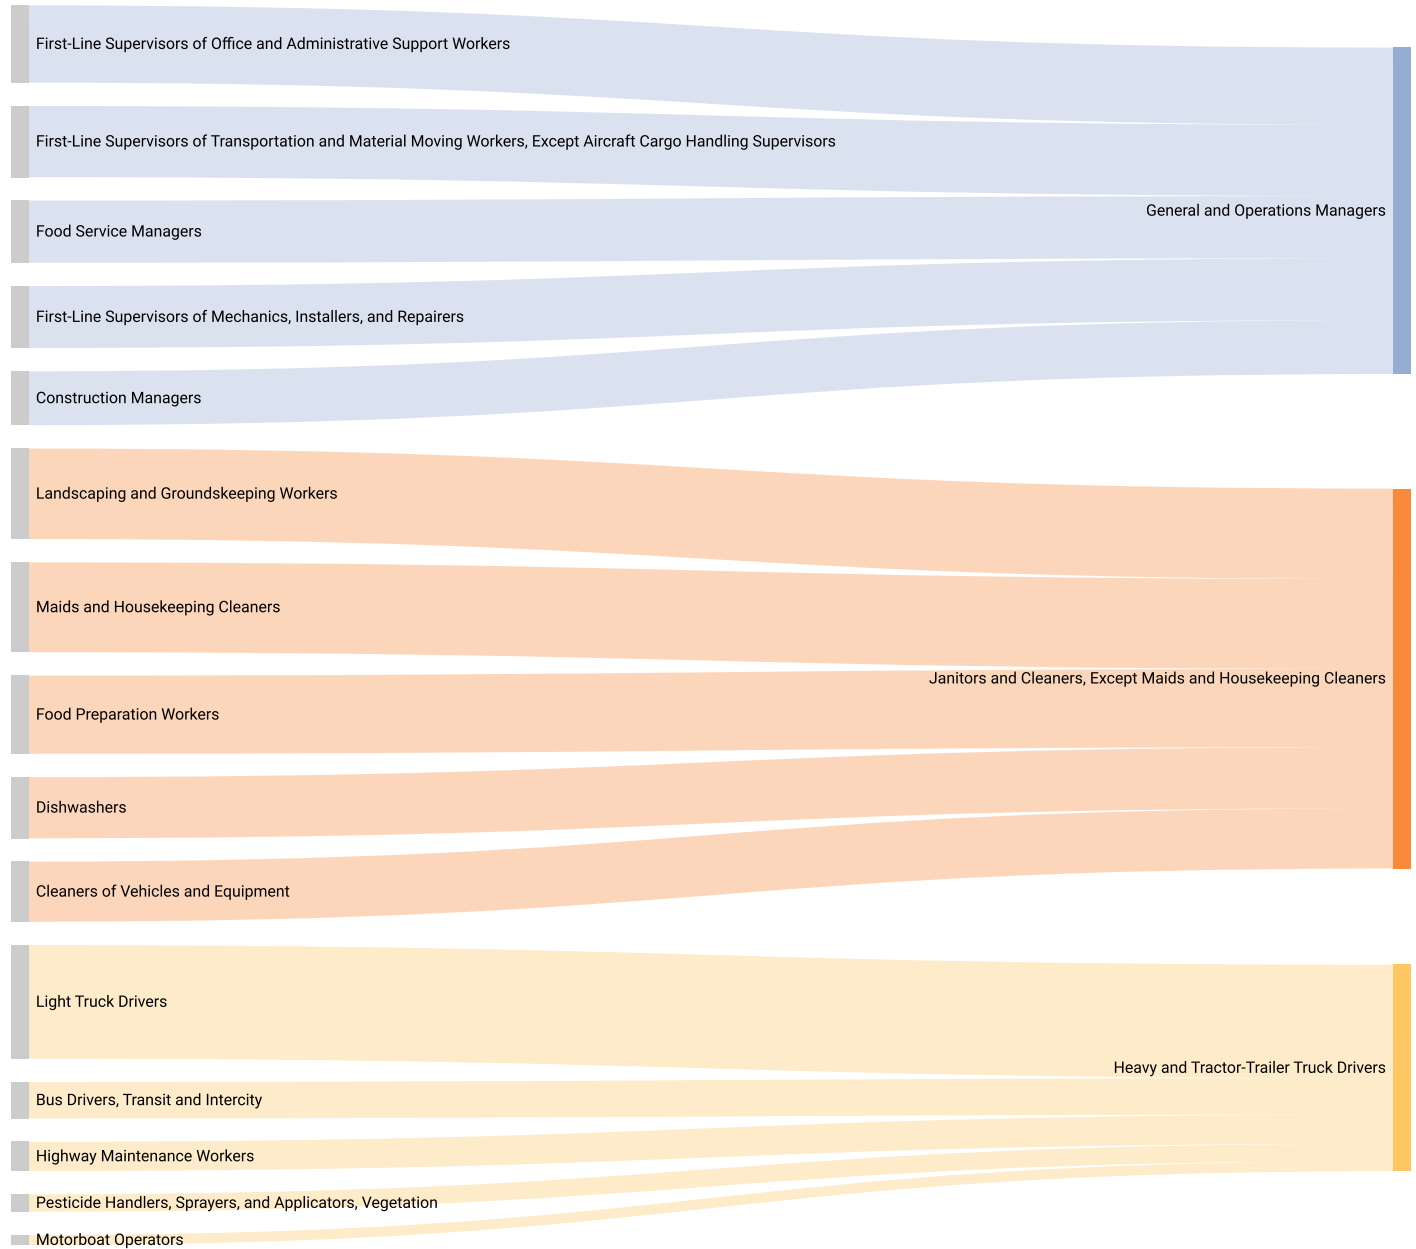 First-Line Supervisors of Office and Administrative Support Workers
First-Line Supervisors of Transportation and Material Moving Workers, Except Aircraft Cargo Handling Supervisors
General and Operations Managers
Food Service Managers
First-Line Supervisors of Mechanics, Installers, and Repairers
Construction Managers
Landscaping and Groundskeeping Workers
Maids and Housekeeping Cleaners
Janitors and Cleaners, Except Maids and Housekeeping Cleaners
Food Preparation Workers
Dishwashers
Cleaners of Vehicles and Equipment
Light Truck Drivers
Heavy and Tractor-Trailer Truck Drivers
Bus Drivers, Transit and Intercity
Highway Maintenance Workers
Pesticide Handlers, Sprayers, and Applicators, Vegetation
Motorboat Operators